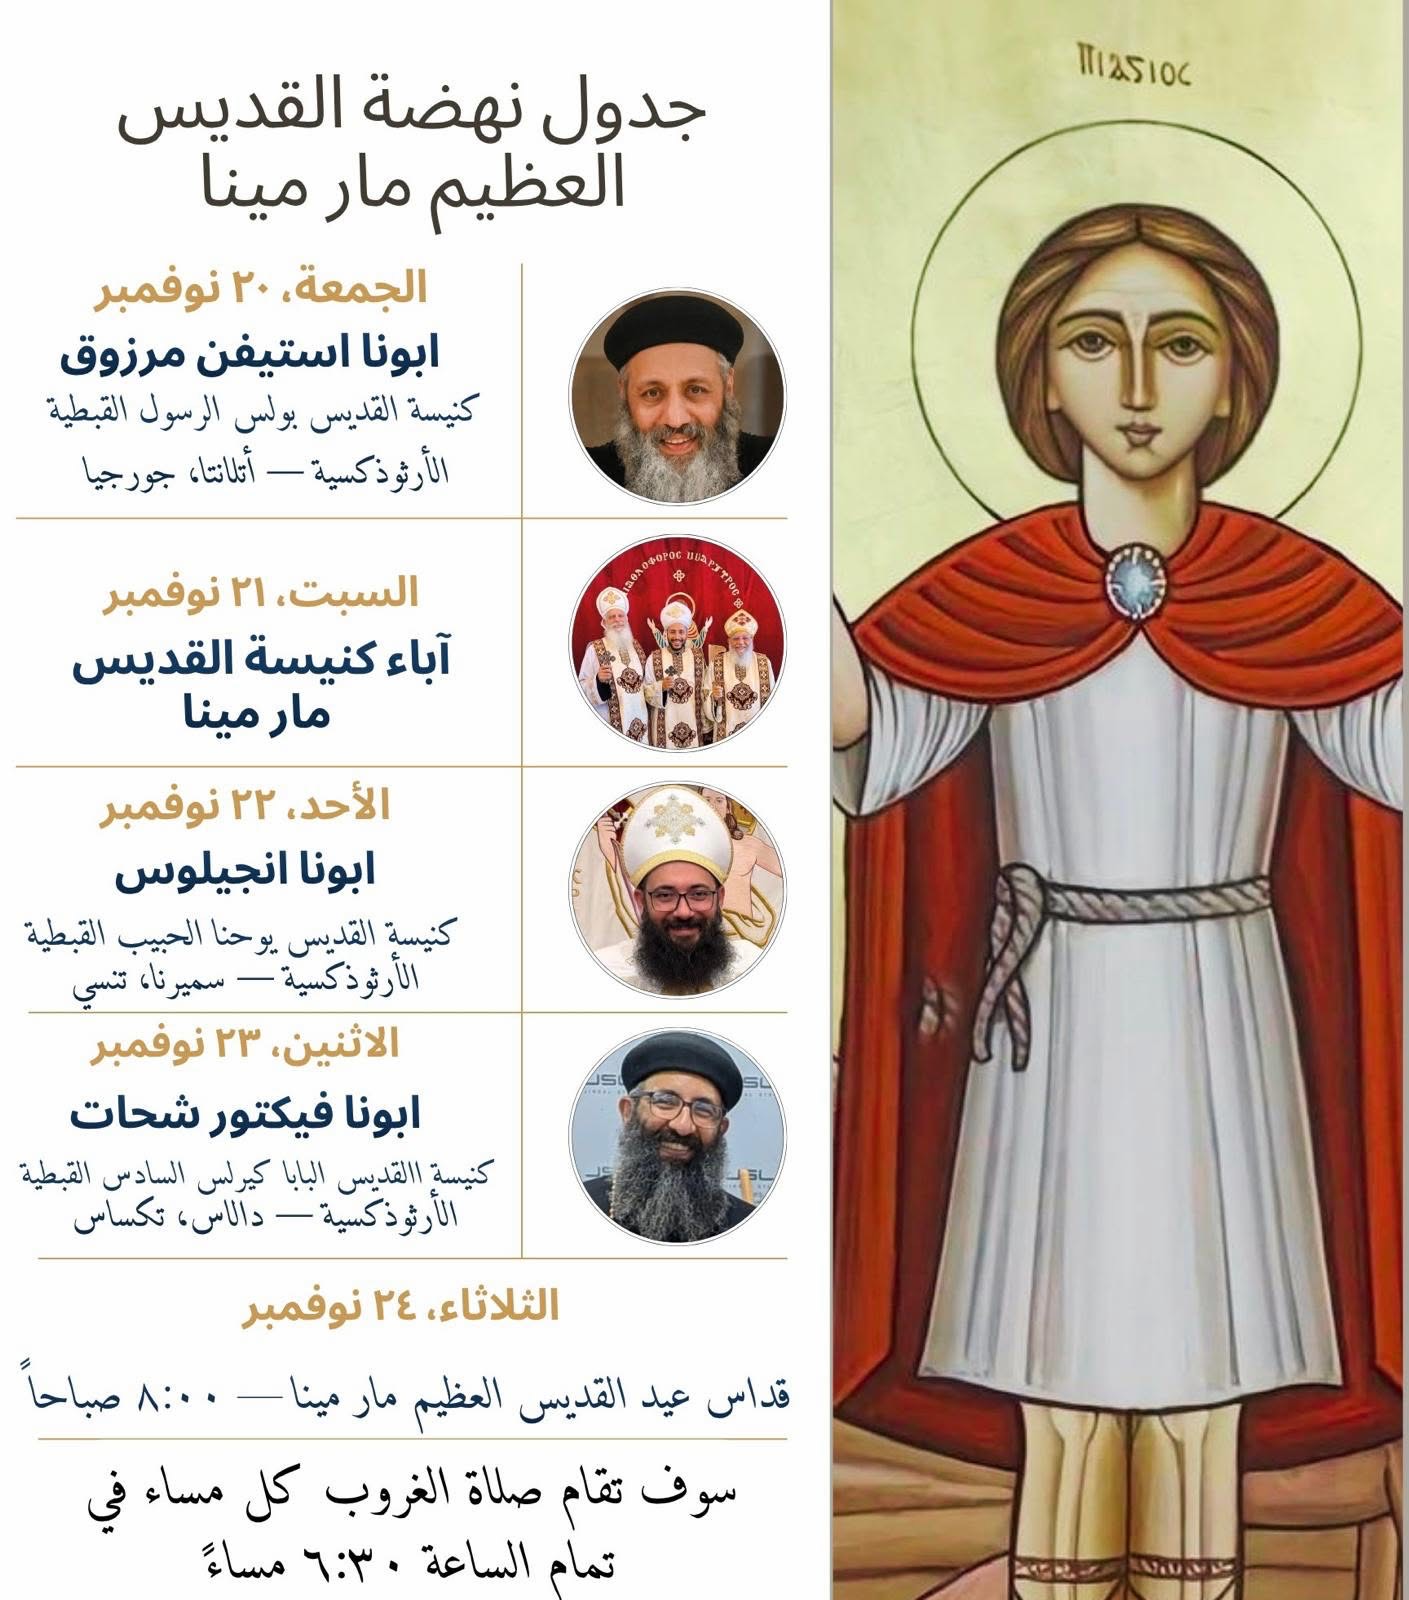 جدول نهضة القديس
العظيم مار مينا
الجمعة، ٢٠ نوفمبر
ابونا استيفن مرزوق
كنيسة القديس بولس الرسول القبطية
الأرثوذكسية — أتلانتا، جورجيا
السبت، ٢١ نوفمبر
آباء كنيسة القديس
مار مينا
الأحد، ٢٢ نوفمبر
ابونا انجيلوس
كنيسة القديس يوحنا الحبيب القبطية
الأرثوذكسية — سميرنا، تنسي
الاثنين، ٢٣ نوفمبر
ابونا فيكتور شحات
كنيسة االقديس البابا كيرلس السادس القبطية
الأرثوذكسية — دالاس، تكساس
الثلاثاء، ٢٤ نوفمبر
قداس عيد القديس العظيم مار مينا — ٨:٠٠ صباحاً
سوف تقام صلاة الغروب كل مساء في
تمام الساعة ٦:٣٠ مساءً
ⲠⲒⲀⲄⲒⲞⲤ